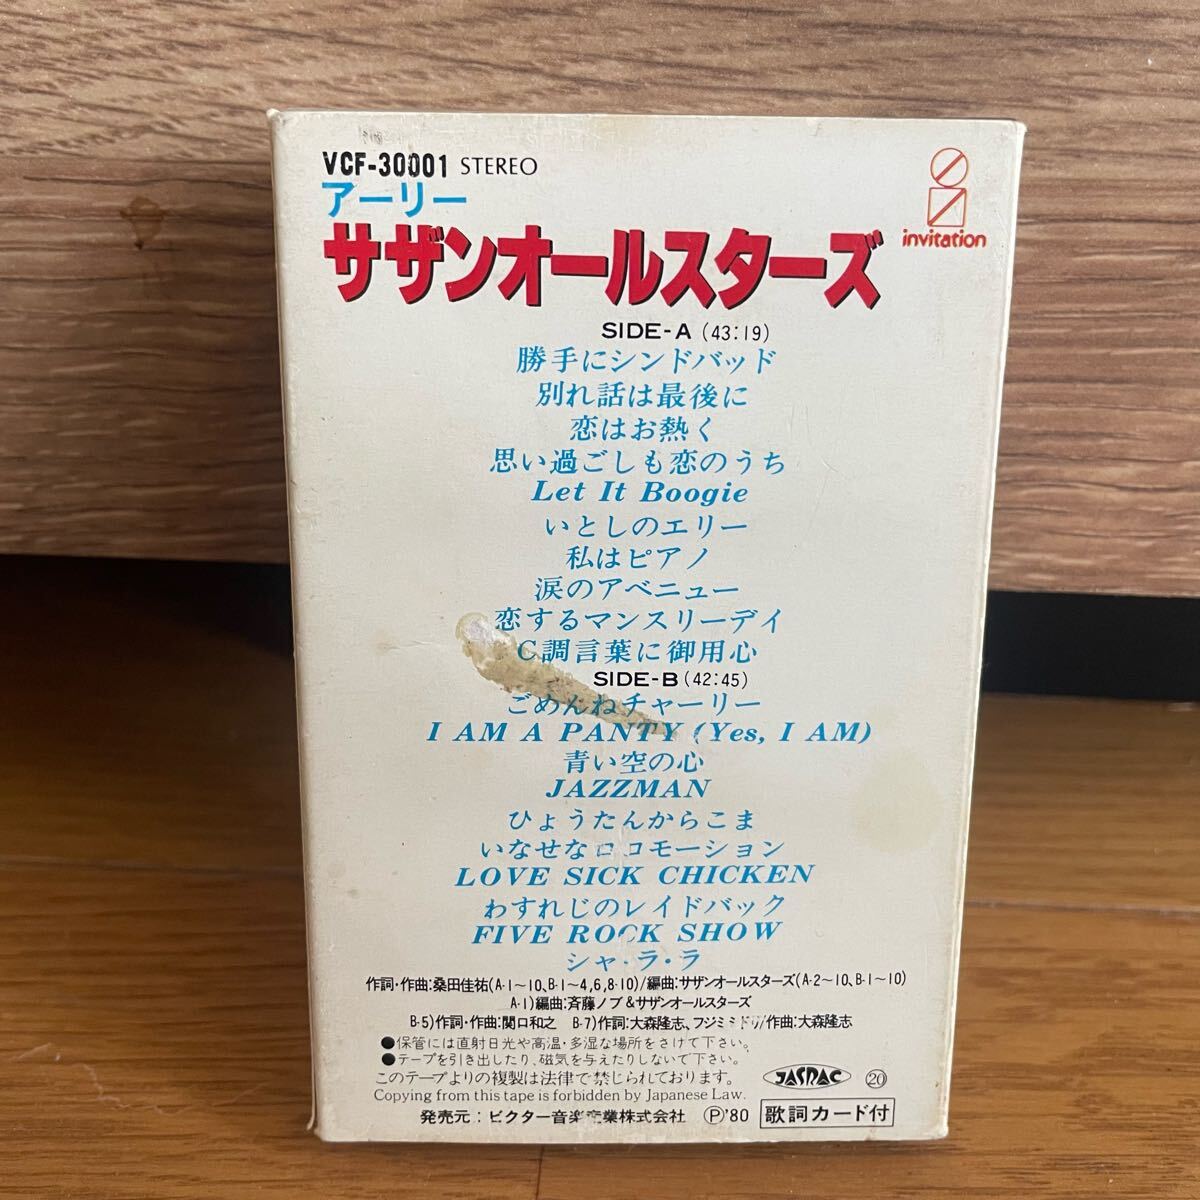 VCF-30001 STEREO
アーリー
サザンオールスターズ
invitation
SIDE-A (43:19)
勝手にシンドバッド
別れ話は最後に
恋はお熱く
思い過ごしも恋のうち
Let It Boogie
いとしのエリー
私はピアノ
涙のアベニュー
恋するマンスリーデイ
C調言葉に御用心
SIDE-B (42:45)
ごめんねチャーリー
I AM A PANTY (Yes, I AM)
青い空の心
JAZZMAN
ひょうたんからこま
いなせなロコモーション
LOVE SICK CHICKEN
わすれじのレイドバック
FIVE ROCK SHOW
シャ・ラ・ラ
作詞・作曲:桑田佳祐(A-1～10、B-1～4,6,8-10)/編曲:サザンオールスターズ(A-2～10、B-1～10)
A-1)編曲:斉藤ノブ&サザンオールスターズ
B-5)作詞・作曲:関口和之 B-7)作詞:大森隆志、フジミミドリ/作曲:大森隆志
●保管には直射日光や高温・多湿な場所をさけて下さい。
●テープを引き出したり、磁気を与えたりしないで下さい。
このテープよりの複製は法律で禁じられております。 JASRAC ⑳
Copying from this tape is forbidden by Japanese Law.
発売元:ビクター音楽産業株式会社 Ⓟ'80 歌詞カード付